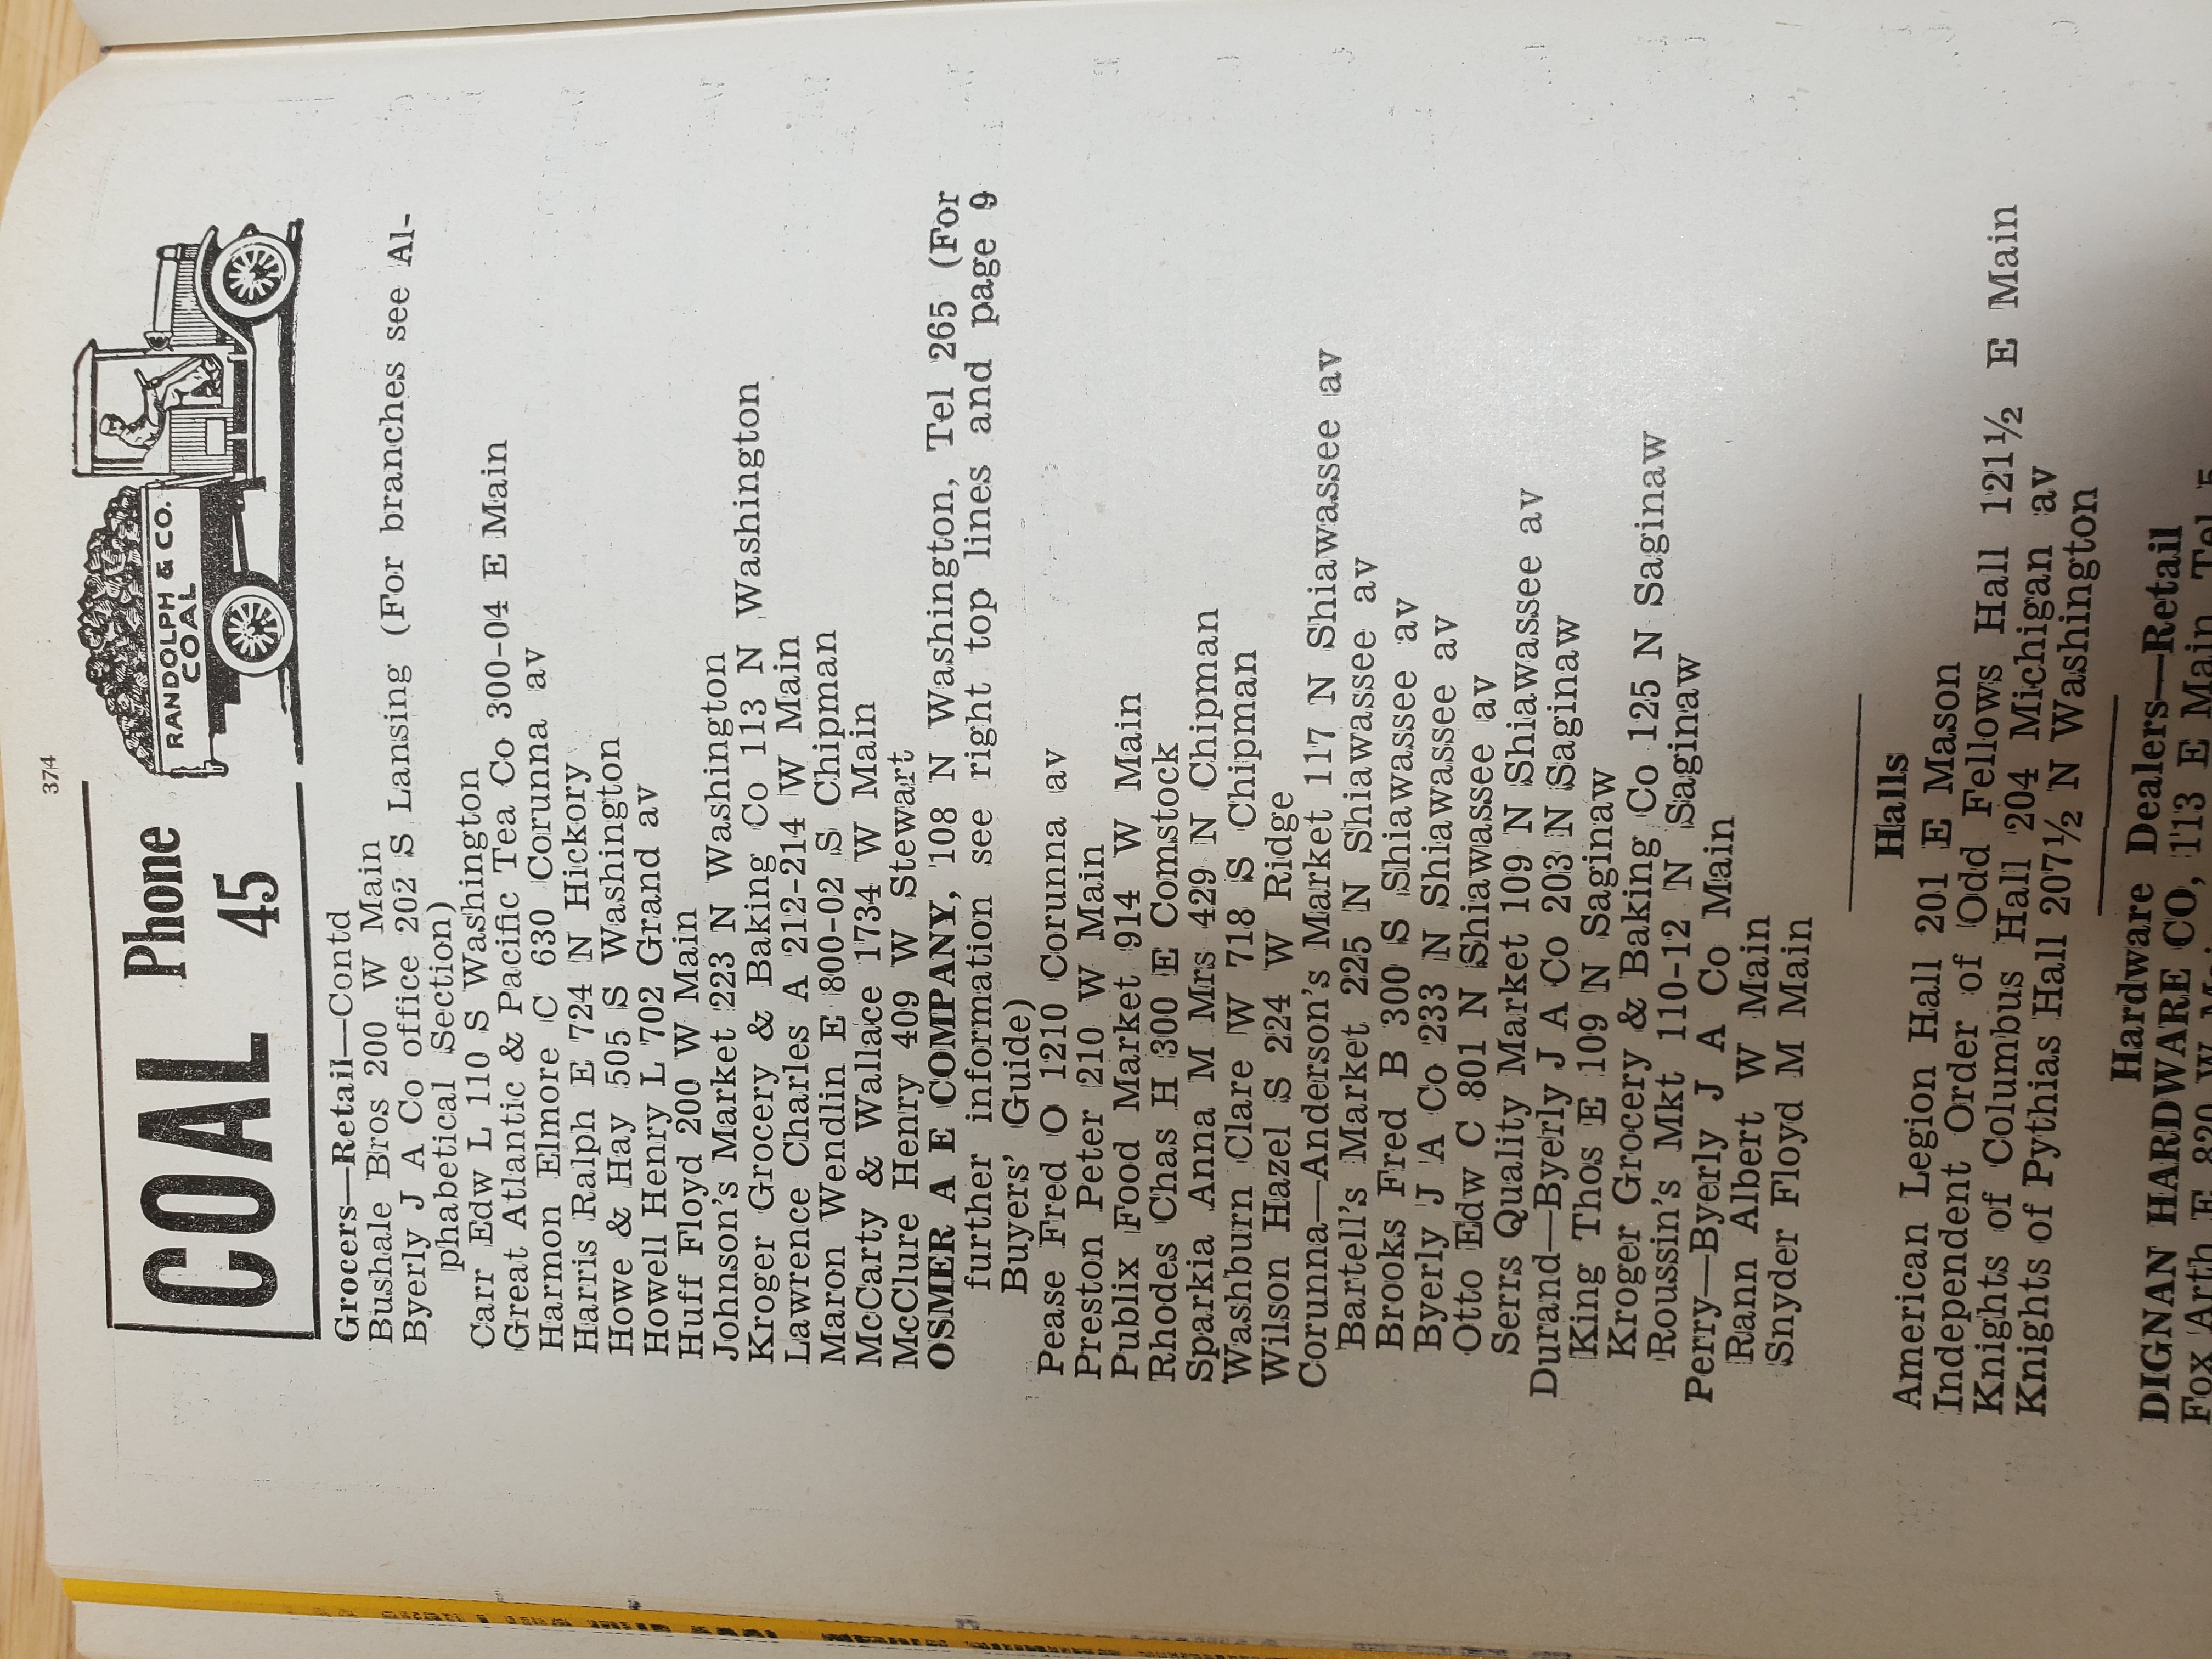 374
COAL Phone 45
RANDOLPH & CO.
COAL
Grocers—Retail—Contd
Bushale Bros 200 W Main
Byerly J A Co office 202 S Lansing (For branches see Al-
phabetical Section)
Carr Edw L 110 S Washington
Great Atlantic & Pacific Tea Co 300-04 E Main
Harmon Elmore C 630 Corunna av
Harris Ralph E 724 N Hickory
Howe & Hay 505 S Washington
Howell Henry L 702 Grand av
Huff Floyd 200 W Main
Johnson's Market 223 N Washington
Kroger Grocery & Baking Co 113 N Washington
Lawrence Charles A 212-214 W Main
Maron Wendlin E 800-02 S Chipman
McCarty & Wallace 1734 W Main
McClure Henry 409 W Stewart
OSMER A E COMPANY, 108 N Washington, Tel 265 (For
further information see right top lines and page 9
Buyers' Guide)
Pease Fred O 1210 Corunna av
Preston Peter 210 W Main
Publix Food Market 914 W Main
Rhodes Chas H 300 E Comstock
Sparkia Anna M Mrs 429 N Chipman
Washburn Clare W 718 S Chipman
Wilson Hazel S 224 W Ridge
Corunna—Anderson's Market 117 N Shiawassee av
Bartell's Market 225 N Shiawassee av
Brooks Fred B 300 S Shiawassee av
Byerly J A Co 233 N Shiawassee av
Otto Edw C 801 N Shiawassee av
Serrs Quality Market 109 N Shiawassee av
Durand—Byerly J A Co 203 N Saginaw
King Thos E 109 N Saginaw
Kroger Grocery & Baking Co 125 N Saginaw
Roussin's Mkt 110-12 N Saginaw
Perry—Byerly J A Co Main
Rann Albert W Main
Snyder Floyd M Main
Halls
American Legion Hall 201 E Mason
Independent Order of Odd Fellows Hall 121½ E Main
Knights of Columbus Hall 204 Michigan av
Knights of Pythias Hall 207½ N Washington
Hardware Dealers—Retail
DIGNAN HARDWARE CO, 113 E Main Tel
Fox Arth E 820 W